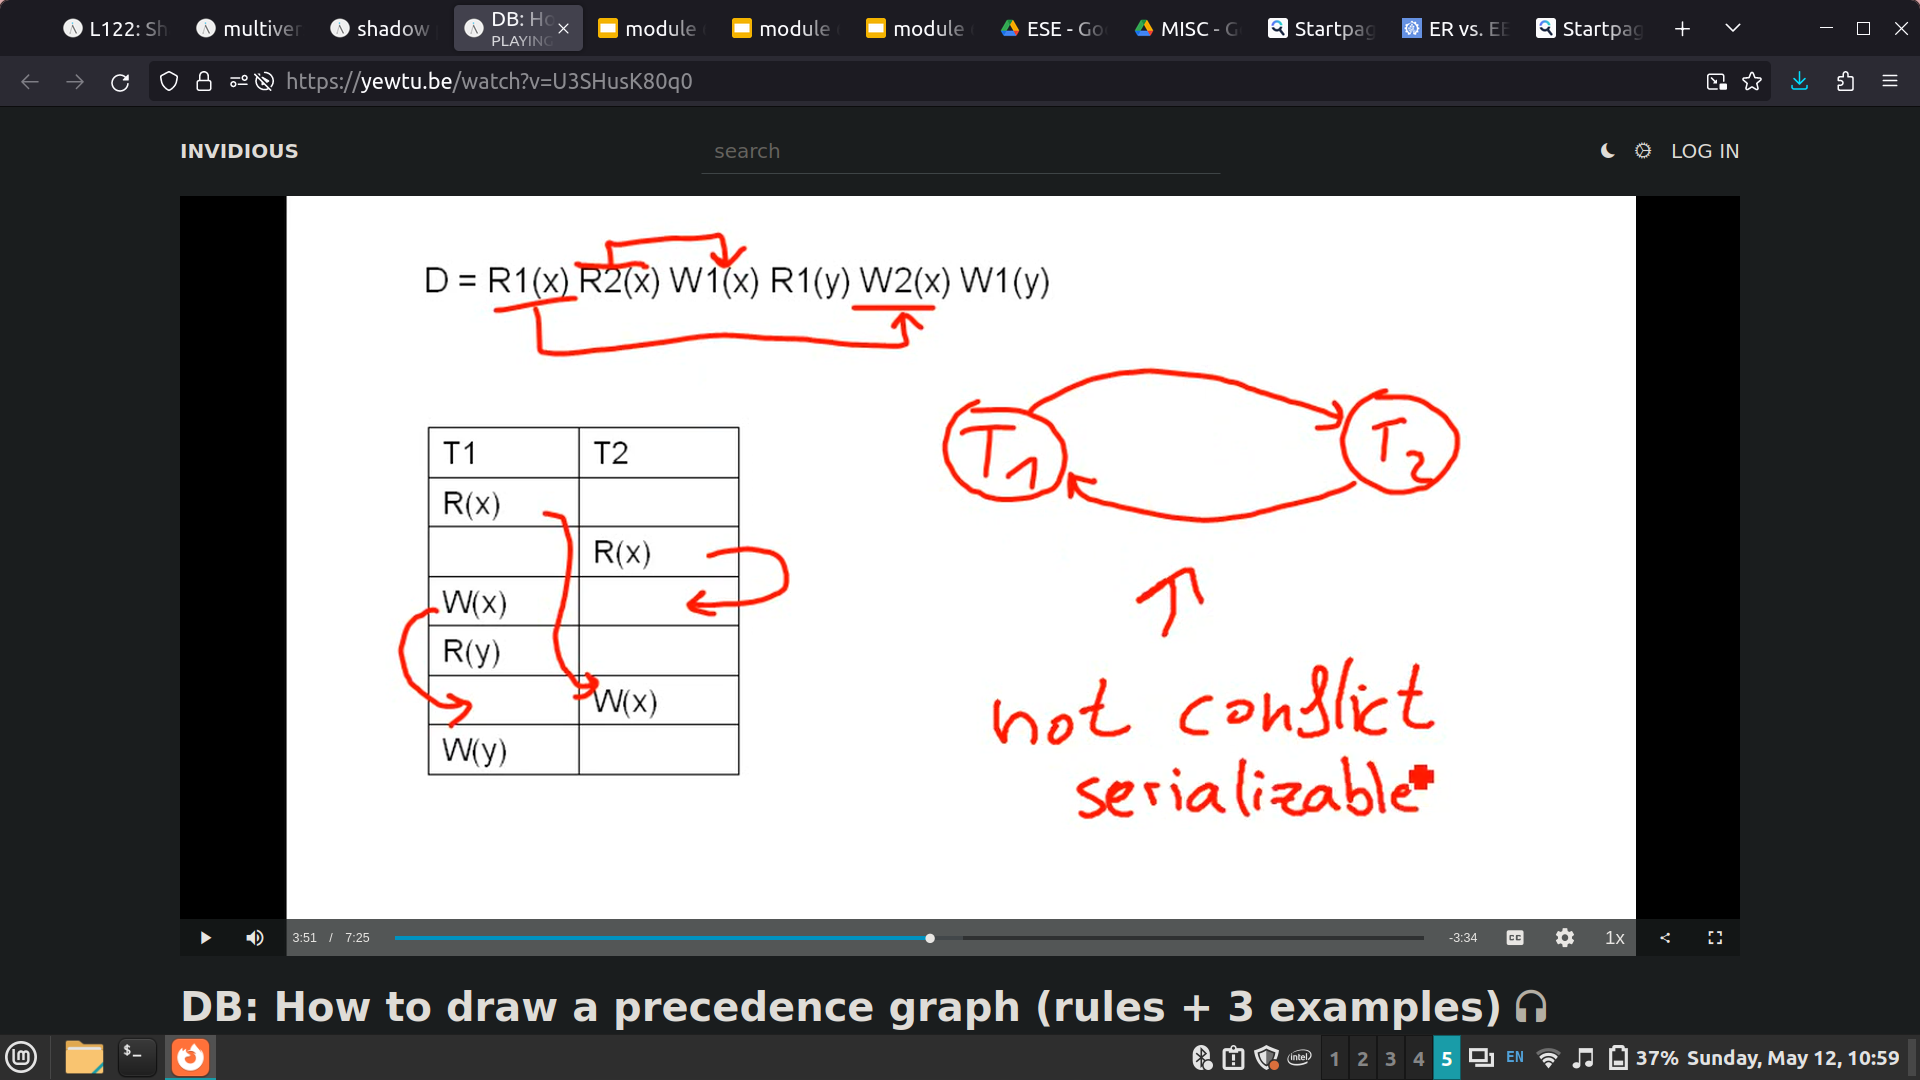 L122: Sh
multiver
shadow
DB: Ho
PLAYING
module
module
module
ESE - Go
MISC - G
Startpag
ER vs. EE
Startpag
https://yewtu.be/watch?v=U3SHusK80q0
INVIDIOUS
search
LOG IN
D = R1(x) R2(x) W1(x) R1(y) W2(x) W1(y)
T1 T2
R(x)
R(x)
W(x)
R(y)
W(x)
W(y)
T1 T2
not conflict
serializable
3:51 / 7:25
-3:34
CC
1x
DB: How to draw a precedence graph (rules + 3 examples)
$_
intel
1 2 3 4 5
EN
37% Sunday, May 12, 10:59